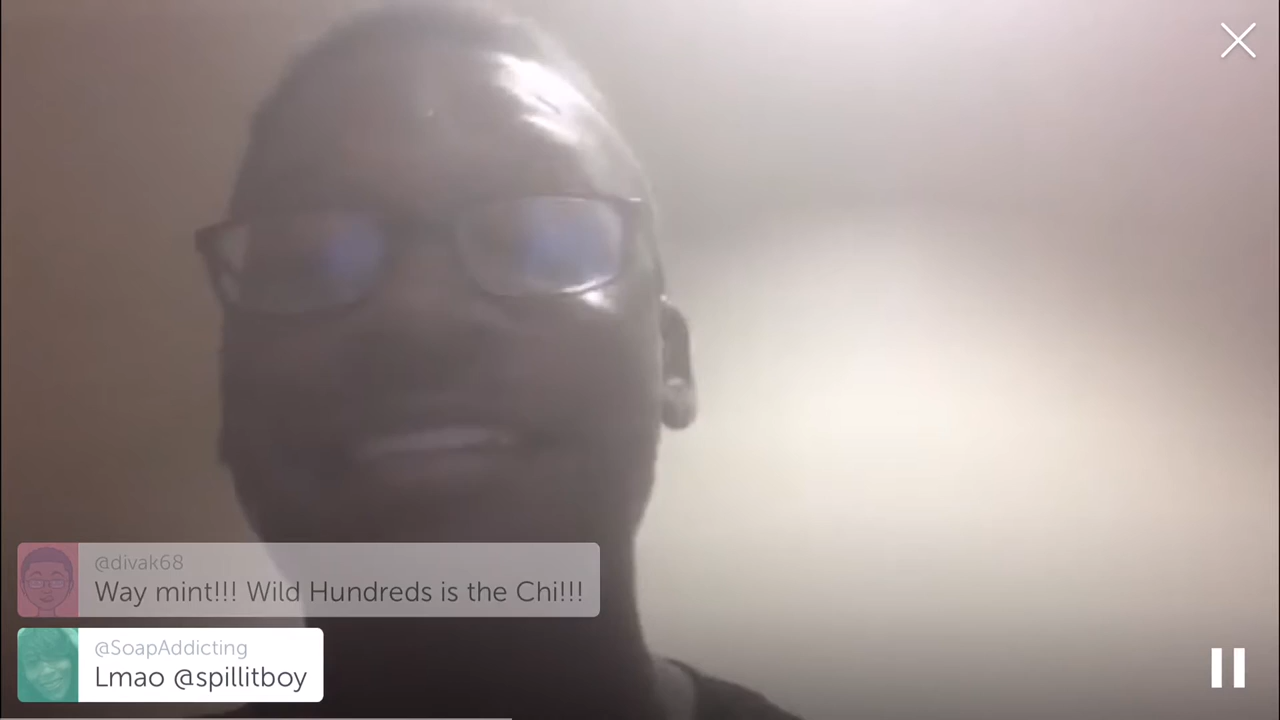 @divak68
Way mint!!! Wild Hundreds is the Chi!!!
@SoapAddicting
Lmao @spillitboy